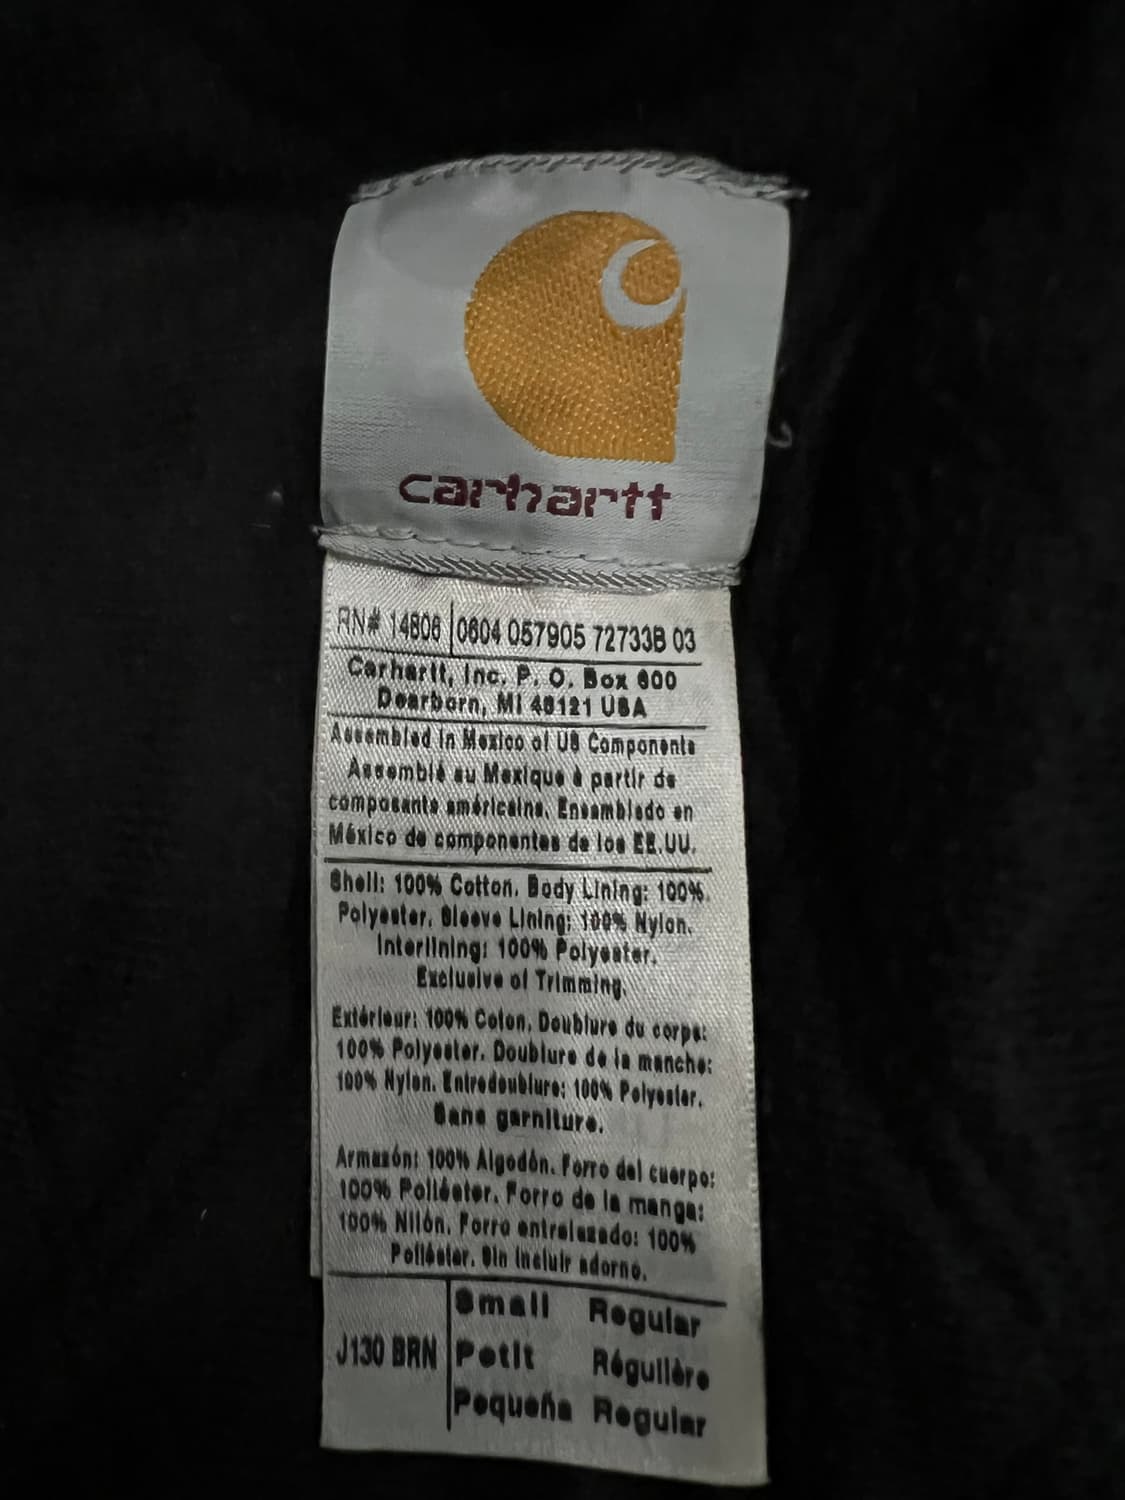 carhartt
RN# 14806 0604 057905 72733B 03
Carhartt, Inc. P. O. Box 600
Dearborn, MI 48121 USA
Assembled in Mexico of US Components
Assemblé au Mexique à partir de
composants américains. Ensamblado en
México de componentes de los EE.UU.
Shell: 100% Cotton. Body Lining: 100%
Polyester. Sleeve Lining: 100% Nylon.
Interlining: 100% Polyester.
Exclusive of Trimming.
Extérieur: 100% Coton. Doublure du corps:
100% Polyester. Doublure de la manche:
100% Nylon. Entredoublure: 100% Polyester.
Sans garniture.
Armazón: 100% Algodón. Forro del cuerpo:
100% Poliéster. Forro de la manga:
100% Nilón. Forro entrelazado: 100%
Poliéster. Sin incluir adorno.
J130 BRN
Small Regular
Petit Régulière
Pequeña Regular